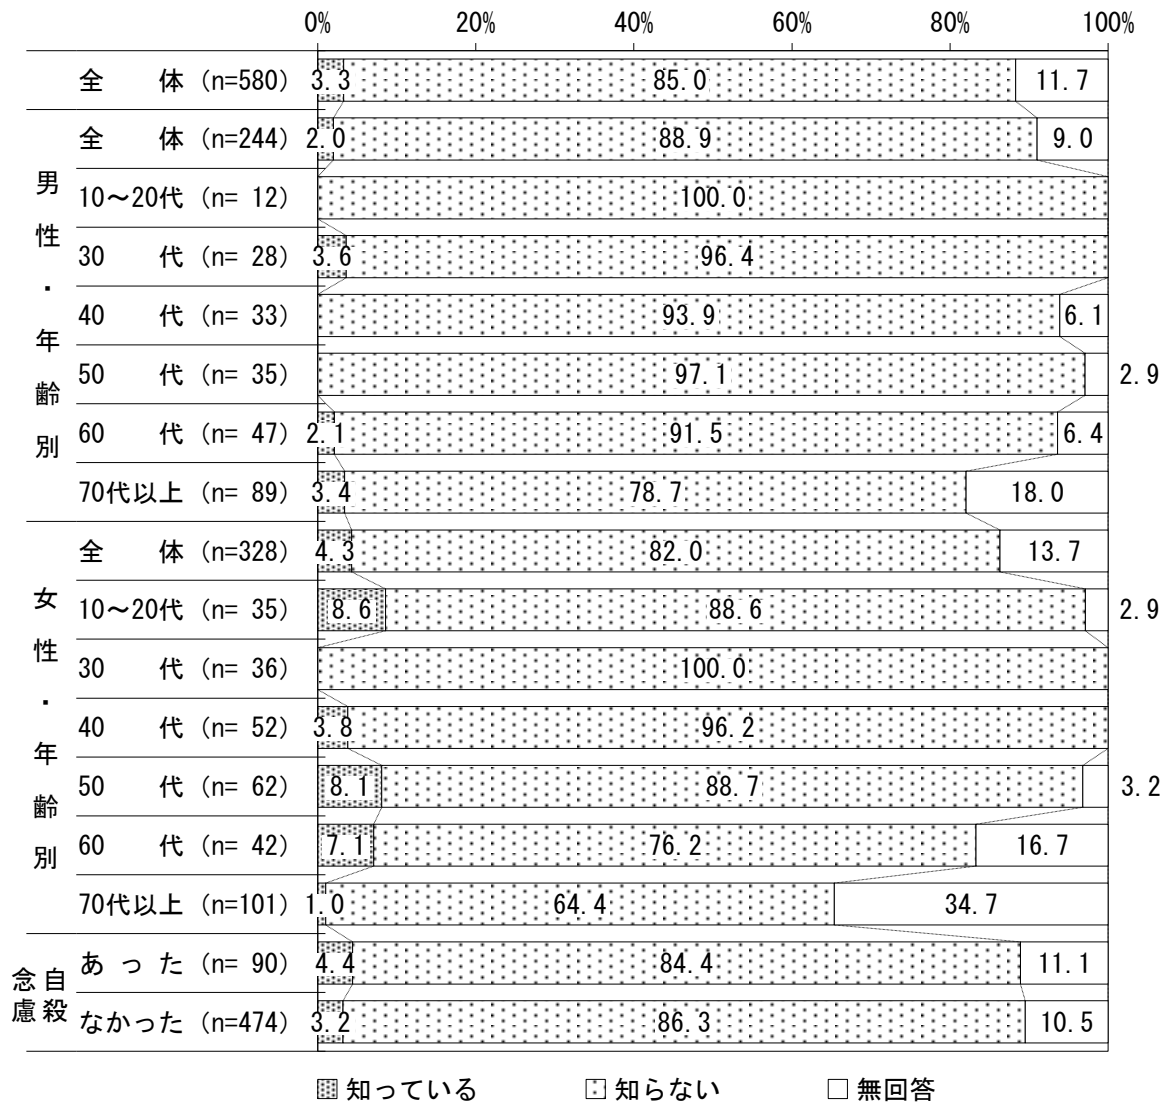 0% 20% 40% 60% 80% 100%
全 体 (n=580) 3.3 85.0 11.7
男性・年齢別
全 体 (n=244) 2.0 88.9 9.0
10～20代 (n= 12) 100.0
30 代 (n= 28) 3.6 96.4
40 代 (n= 33) 93.9 6.1
50 代 (n= 35) 97.1 2.9
60 代 (n= 47) 2.1 91.5 6.4
70代以上 (n= 89) 3.4 78.7 18.0
女性・年齢別
全 体 (n=328) 4.3 82.0 13.7
10～20代 (n= 35) 8.6 88.6 2.9
30 代 (n= 36) 100.0
40 代 (n= 52) 3.8 96.2
50 代 (n= 62) 8.1 88.7 3.2
60 代 (n= 42) 7.1 76.2 16.7
70代以上 (n=101) 1.0 64.4 34.7
自殺念慮
あった (n= 90) 4.4 84.4 11.1
なかった (n=474) 3.2 86.3 10.5
知っている 知らない 無回答